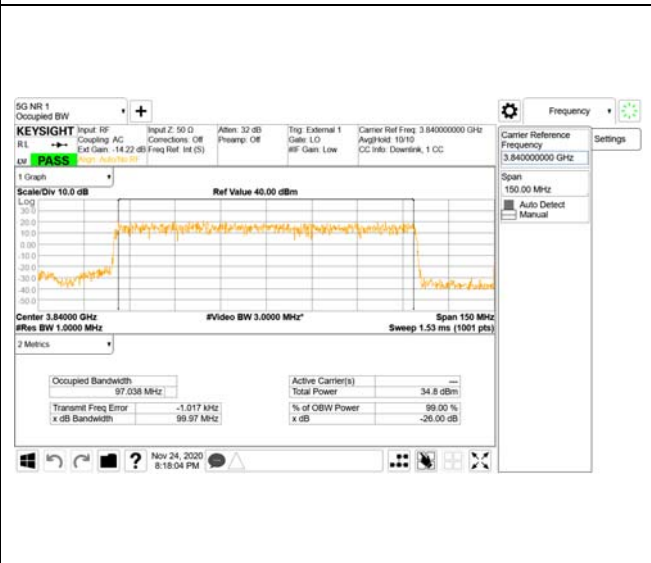 5G NR 1
Occupied BW
Frequency
KEYSIGHT Input: RF Input Z: 50 Ω Atten: 32 dB Trig: External 1 Carrier Ref Freq: 3.840000000 GHz
RL Coupling: AC Corrections: Off Preamp: Off Gate: LO Avg|Hold: 10/10
Ext Gain: -14.22 dB Freq Ref: Int (S) #IF Gain: Low CC Info: Downlink, 1 CC
PASS Align: Auto/No RF
Carrier Reference
Frequency
3.840000000 GHz
Settings
Span
150.00 MHz
Auto Detect
Manual
1 Graph
Scale/Div 10.0 dB Ref Value 40.00 dBm
Log
30.0
20.0
10.0
0.00
-10.0
-20.0
-30.0
-40.0
-50.0
Center 3.84000 GHz #Video BW 3.0000 MHz* Span 150 MHz
#Res BW 1.0000 MHz Sweep 1.53 ms (1001 pts)
2 Metrics
Occupied Bandwidth Active Carrier(s) ---
97.038 MHz Total Power 34.8 dBm
Transmit Freq Error -1.017 kHz % of OBW Power 99.00 %
x dB Bandwidth 99.97 MHz x dB -26.00 dB
? Nov 24, 2020
8:18:04 PM